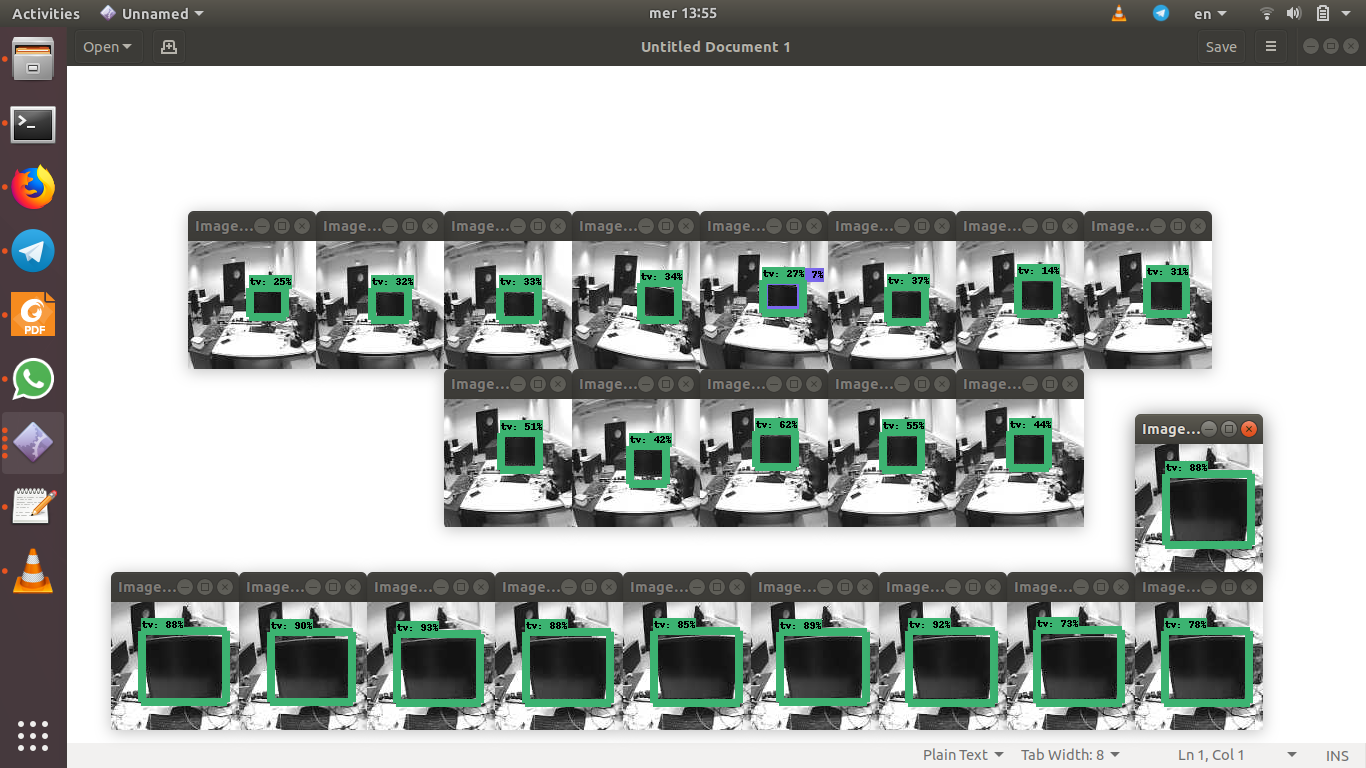 Activities Unnamed mer 13:55 en
Open Untitled Document 1 Save
Image... Image... Image... Image... Image... Image... Image... Image...
tv: 25% tv: 32% tv: 33% tv: 34% tv: 27% 7% tv: 37% tv: 14% tv: 31%
PDF
Image... Image... Image... Image... Image...
tv: 51% tv: 42% tv: 62% tv: 55% tv: 44%
Image...
tv: 88%
Image... Image... Image... Image... Image... Image... Image... Image... Image...
tv: 88% tv: 90% tv: 93% tv: 88% tv: 85% tv: 89% tv: 92% tv: 73% tv: 78%
Plain Text Tab Width: 8 Ln 1, Col 1 INS